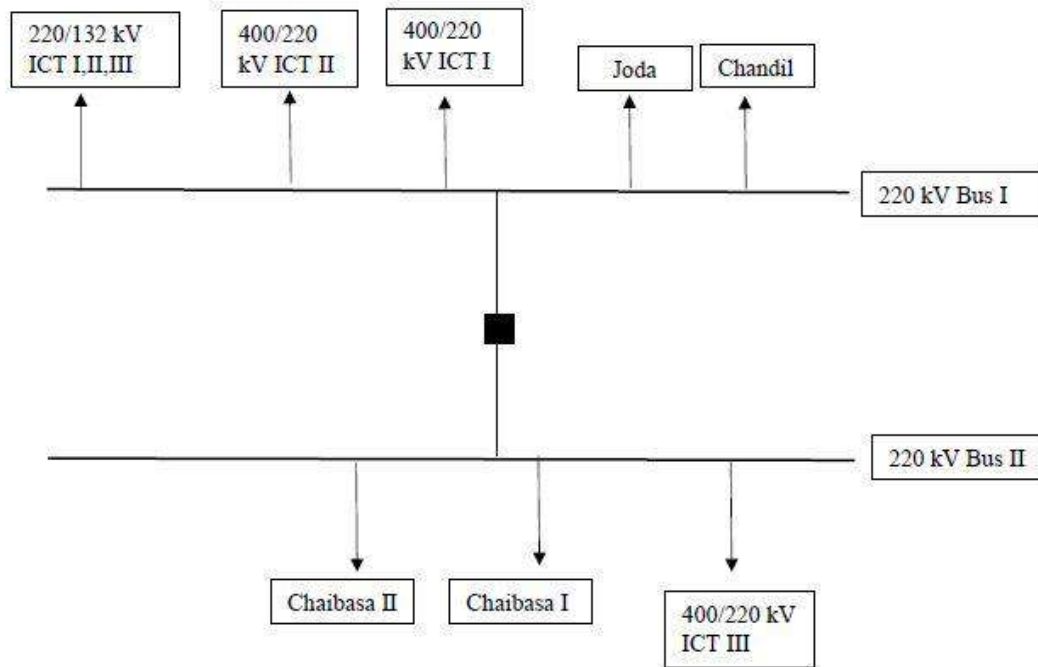 220/132 kV
ICT I,II,III
400/220
kV ICT II
400/220
kV ICT I
Joda
Chandil
220 kV Bus I
220 kV Bus II
Chaibasa II
Chaibasa I
400/220 kV
ICT III